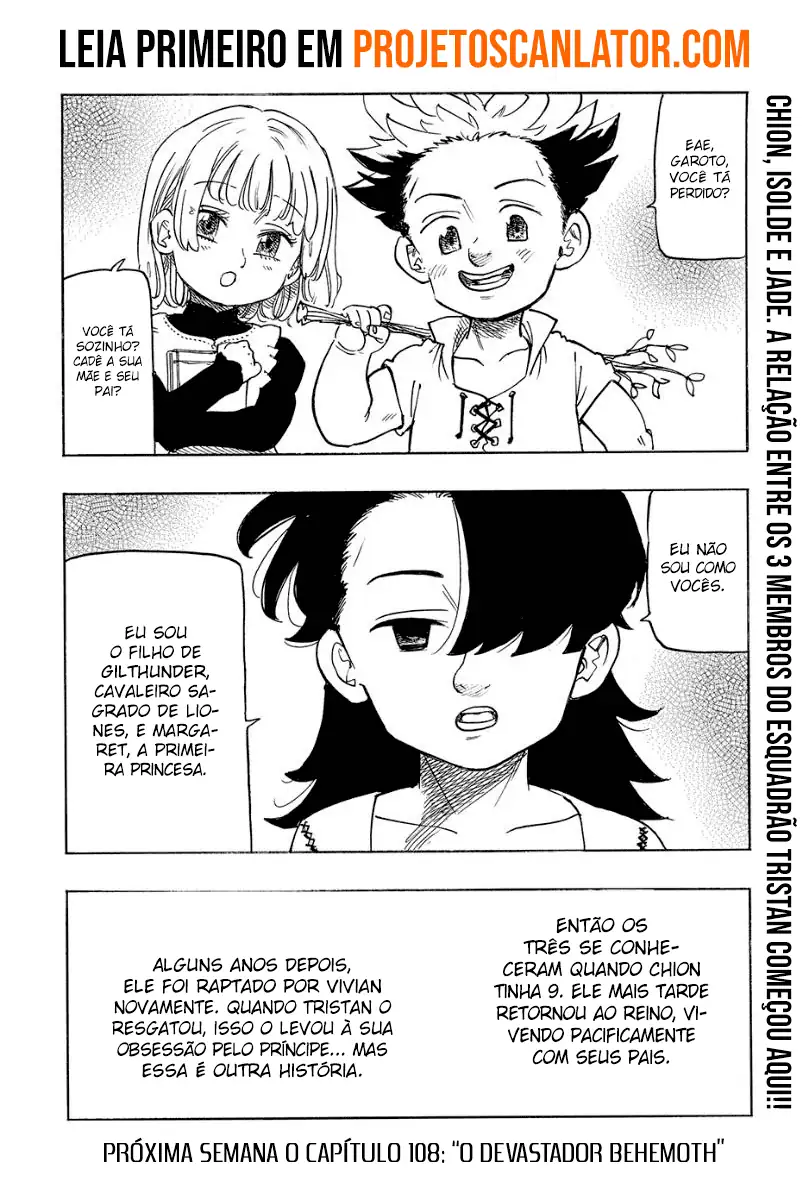 LEIA PRIMEIRO EM PROJETOSCANLATOR.COM
EAE,
GAROTO,
VOCÊ TÁ
PERDIDO?
VOCÊ TÁ
SOZINHO?
CADÊ A SUA
MÃE E SEU
PAI?
EU NÃO
SOU COMO
VOCÊS.
EU SOU
O FILHO DE
GILTHUNDER,
CAVALEIRO SA-
GRADO DE LIO-
NES, E MARGA-
RET, A PRIMEI-
RA PRINCESA.
ENTÃO OS
TRÊS SE CONHE-
CERAM QUANDO CHION
TINHA 9. ELE MAIS TARDE
RETORNOU AO REINO, VI-
VENDO PACIFICAMENTE
COM SEUS PAIS.
ALGUNS ANOS DEPOIS,
ELE FOI RAPTADO POR VIVIAN
NOVAMENTE. QUANDO TRISTAN O
RESGATOU, ISSO O LEVOU À SUA
OBSESSÃO PELO PRÍNCIPE... MAS
ESSA É OUTRA HISTÓRIA.
CHION, ISOLDE E JADE. A RELAÇÃO ENTRE OS 3 MEMBROS DO ESQUADRÃO TRISTAN COMEÇOU AQUI!!
PRÓXIMA SEMANA O CAPÍTULO 108: "O DEVASTADOR BEHEMOTH"